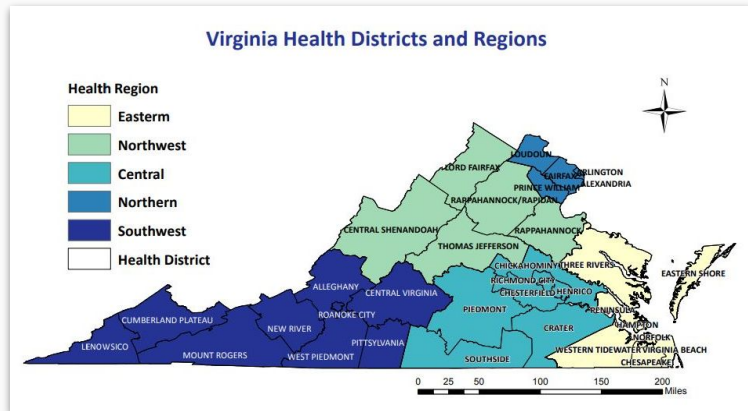 Virginia Health Districts and Regions
Health Region
Eastern
Northwest
Central
Northern
Southwest
Health District
N
LOUDOUN
LORD FAIRFAX
FAIRFAX
ARLINGTON
ALEXANDRIA
PRINCE WILLIAM
RAPPAHANNOCK/RAPIDAN
CENTRAL SHENANDOAH
RAPPAHANNOCK
THOMAS JEFFERSON
CHICKAHOMINY
THREE RIVERS
EASTERN SHORE
ALLEGHANY
RICHMOND CITY
CENTRAL VIRGINIA
CHESTERFIELD
HENRICO
ROANOKE CITY
PIEDMONT
PENINSULA
CUMBERLAND PLATEAU
NEW RIVER
CRATER
HAMPTON
NORFOLK
LENOWISCO
PITTSYLVANIA
WESTERN TIDEWATER
VIRGINIA BEACH
MOUNT ROGERS
WEST PIEDMONT
SOUTHSIDE
CHESAPEAKE
0 25 50 100 150 200
Miles